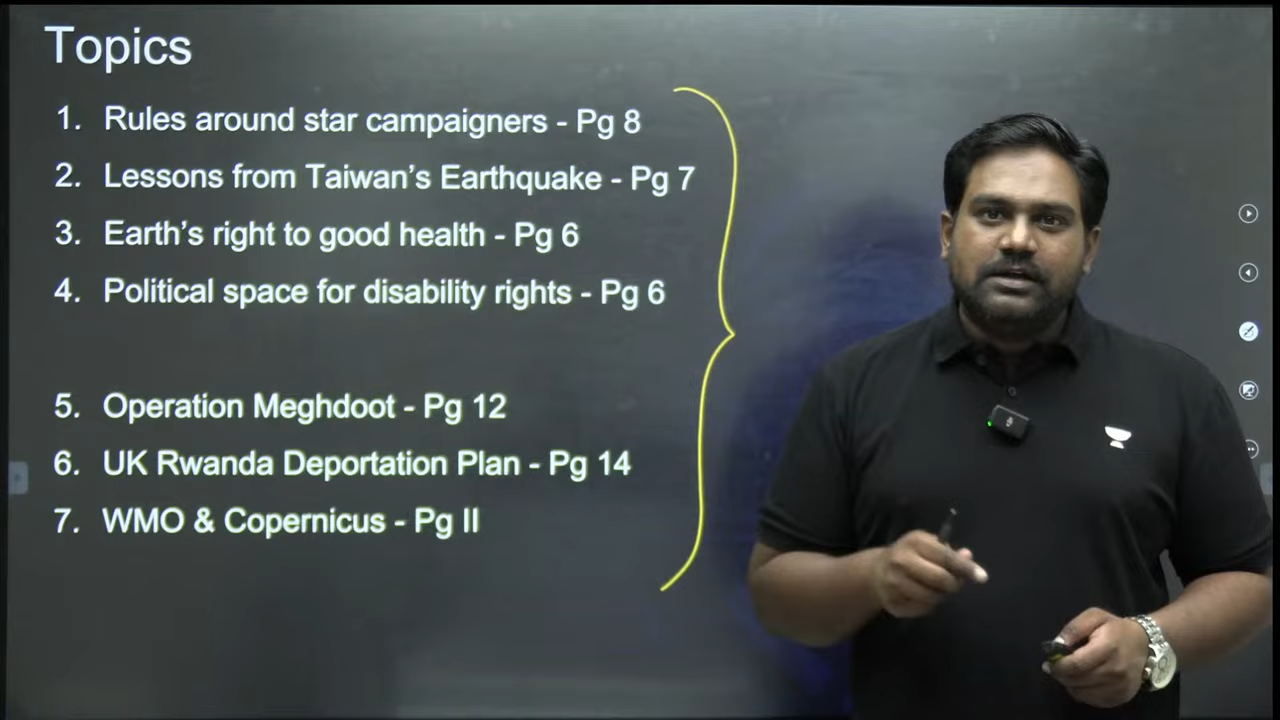 Topics
1. Rules around star campaigners - Pg 8
2. Lessons from Taiwan's Earthquake - Pg 7
3. Earth's right to good health - Pg 6
4. Political space for disability rights - Pg 6
5. Operation Meghdoot - Pg 12
6. UK Rwanda Deportation Plan - Pg 14
7. WMO & Copernicus - Pg II